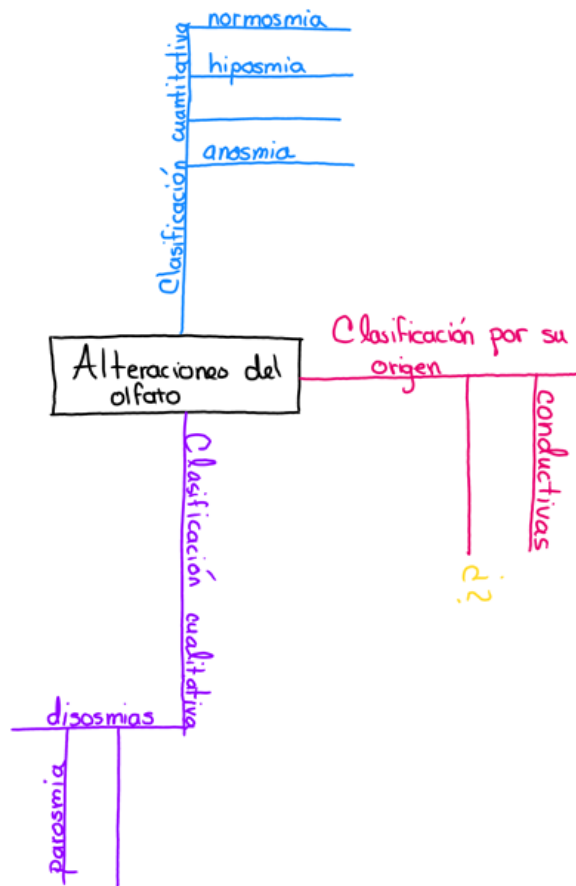 normosmia
hiposmia
anosmia
Clasificación cuantitativa
Alteraciones del
olfato
Clasificación por su
origen
conductivas
¿?
Clasificación cualitativa
disosmias
parosmia